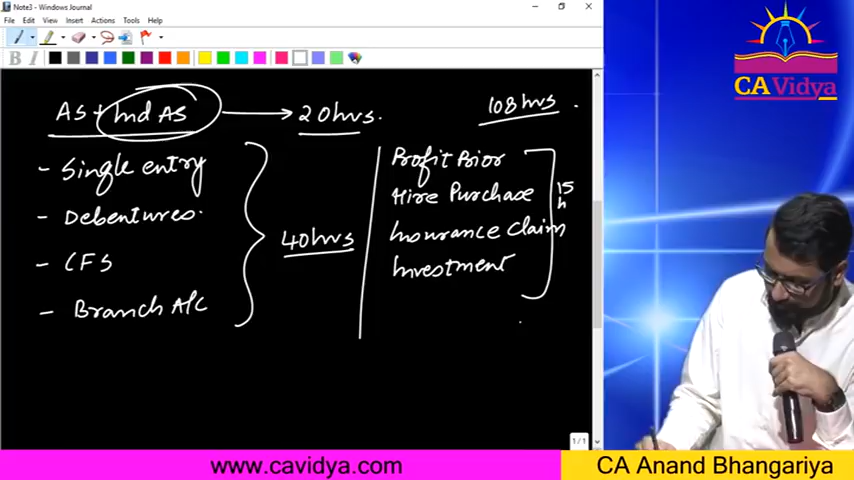 Note3 - Windows Journal
File Edit View Insert Actions Tools Help
B I
AS + Ind AS → 20hrs.
108 hrs.
- Single entry
- Debentures
- CFS
- Branch A/C
40hrs
Profit Prior
Hire Purchase
Insurance Claim
Investment
15
h
1/1
CA Vidya
www.cavidya.com
CA Anand Bhangariya